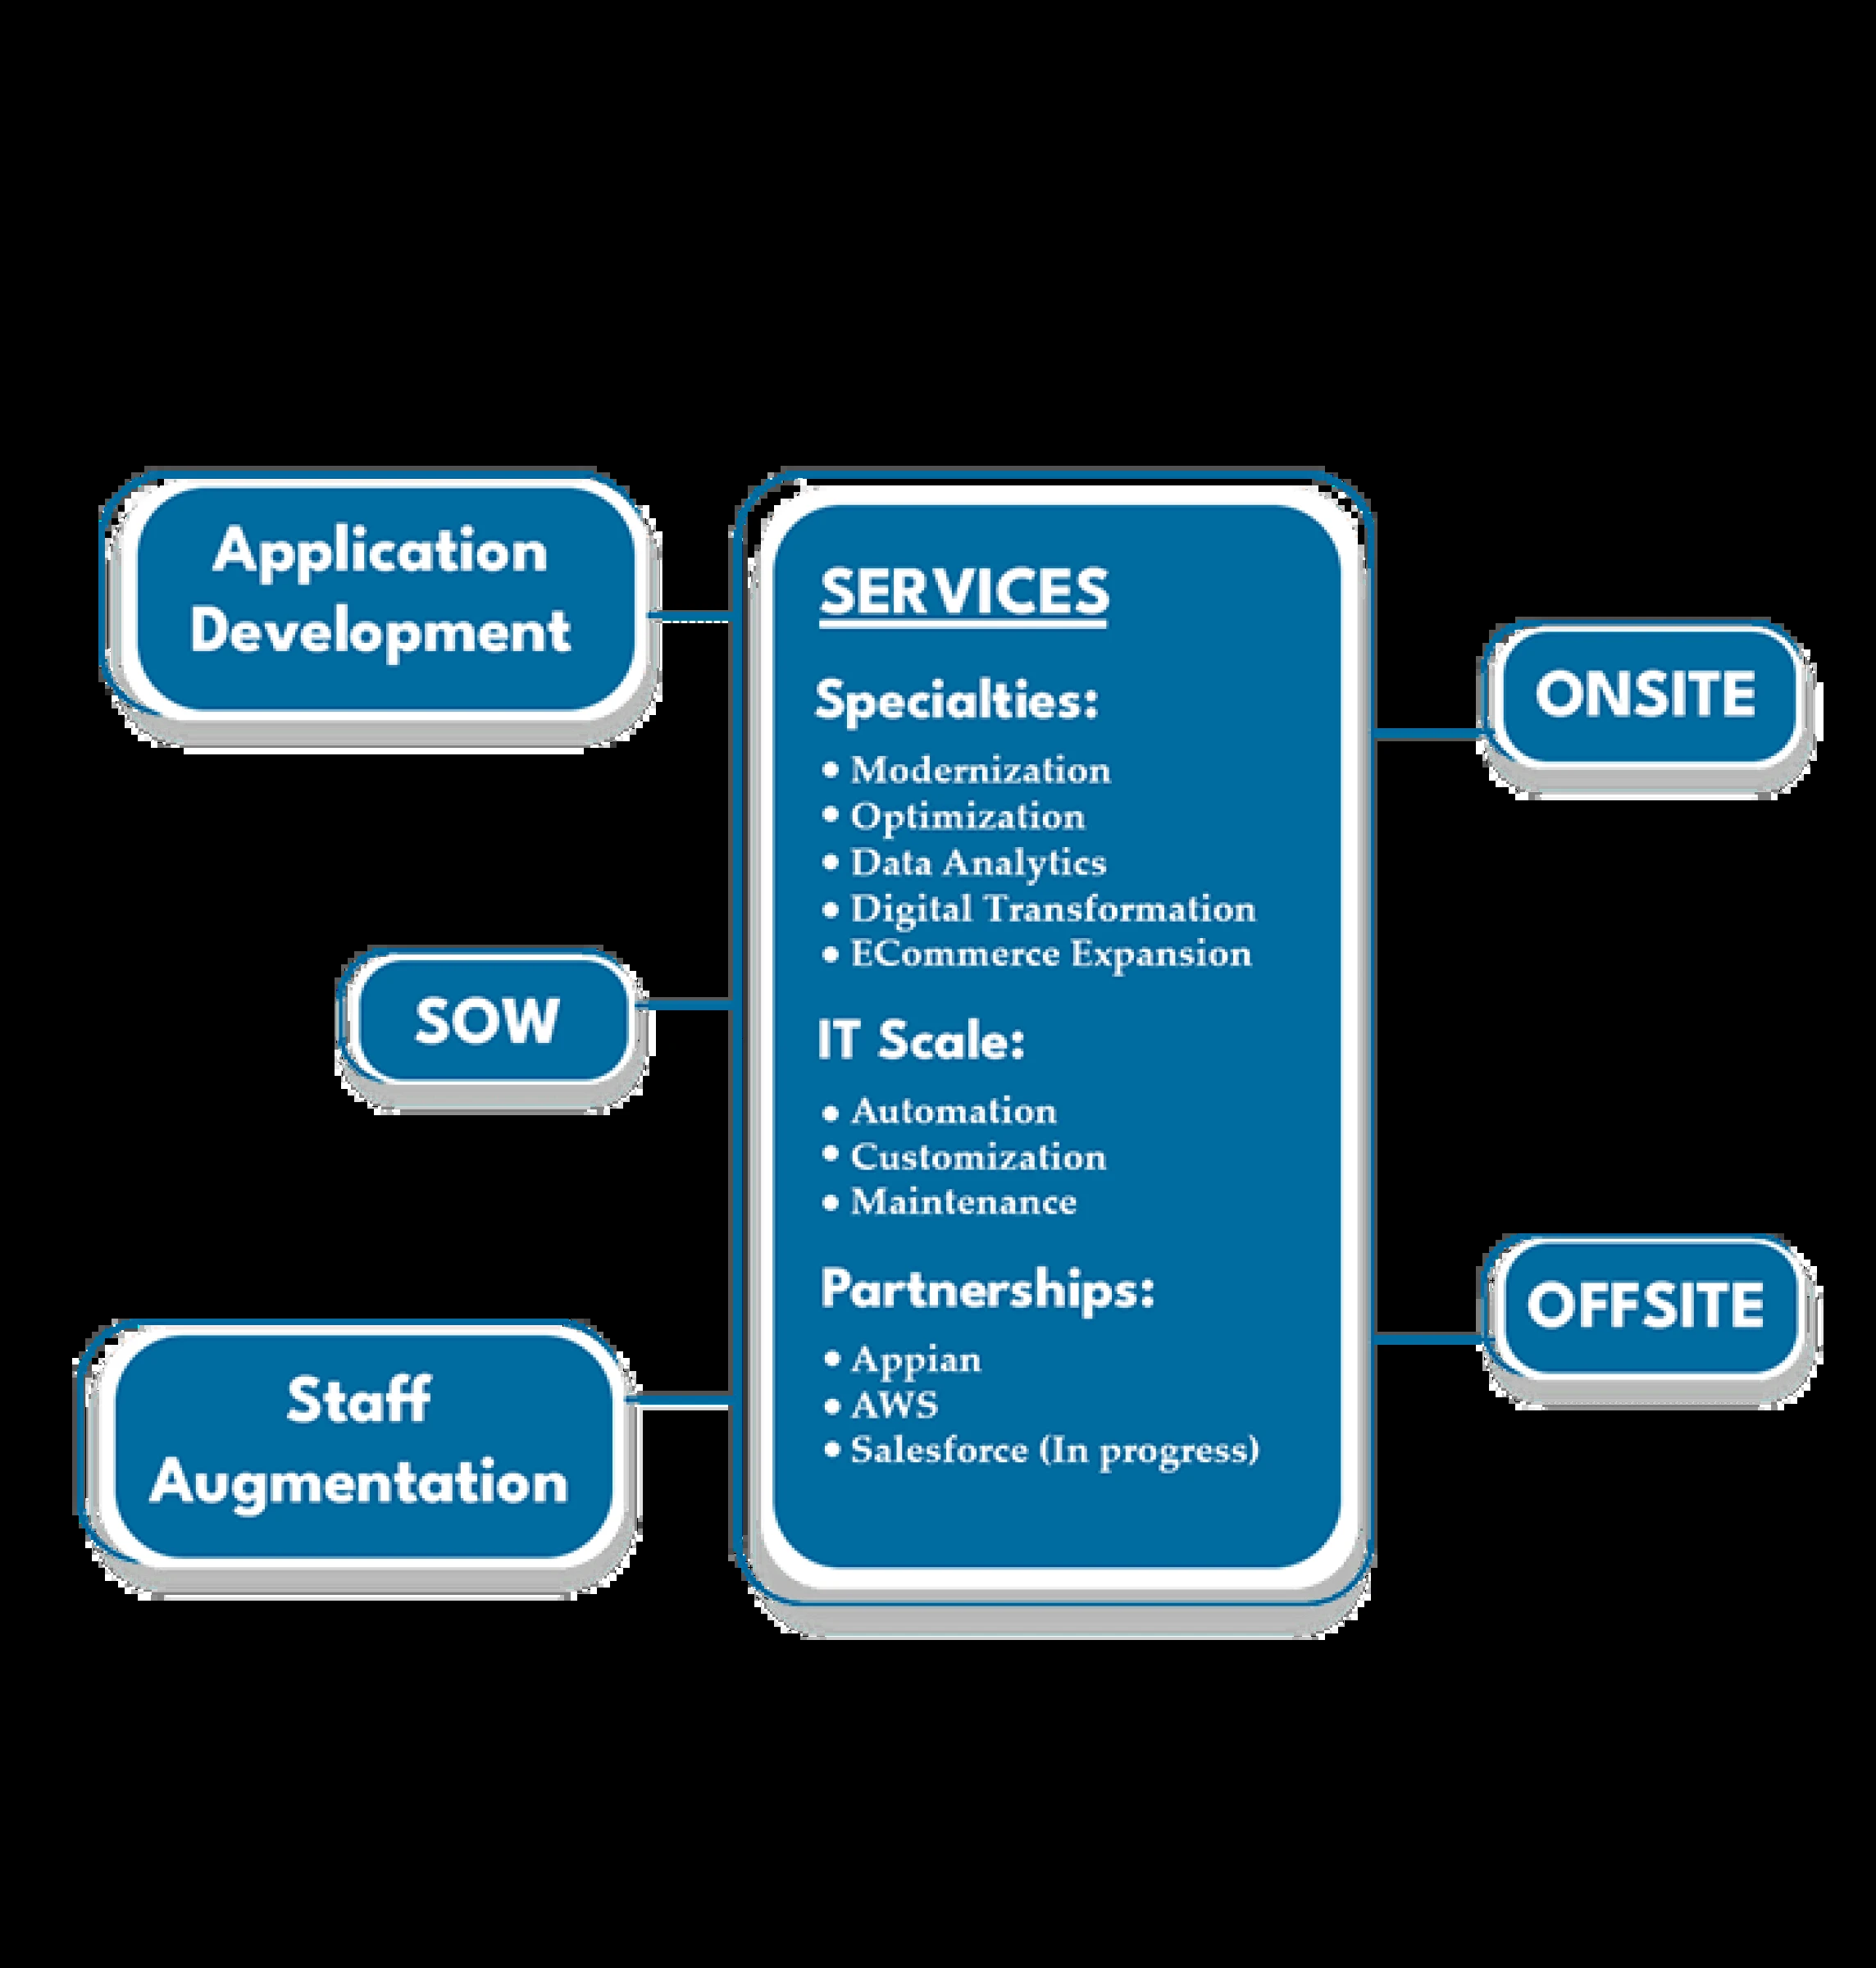 Application
Development
SOW
Staff
Augmentation
SERVICES
Specialties:
• Modernization
• Optimization
• Data Analytics
• Digital Transformation
• ECommerce Expansion
IT Scale:
• Automation
• Customization
• Maintenance
Partnerships:
• Appian
• AWS
• Salesforce (In progress)
ONSITE
OFFSITE